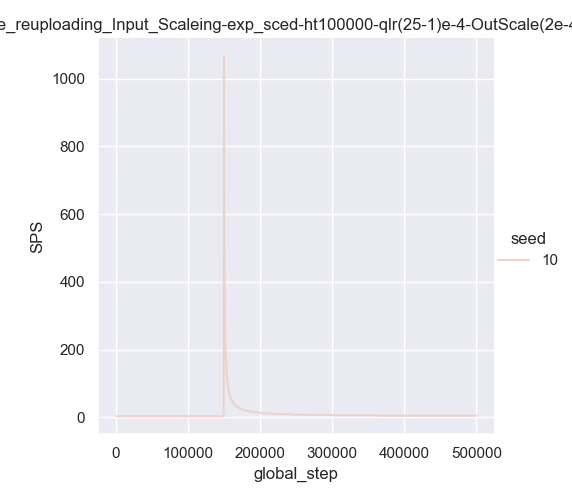 e_reuploading_Input_Scaleing-exp_sced-ht100000-qlr(25-1)e-4-OutScale(2e-4
1000
800
600
400
200
0
SPS
0 100000 200000 300000 400000 500000
global_step
seed
10